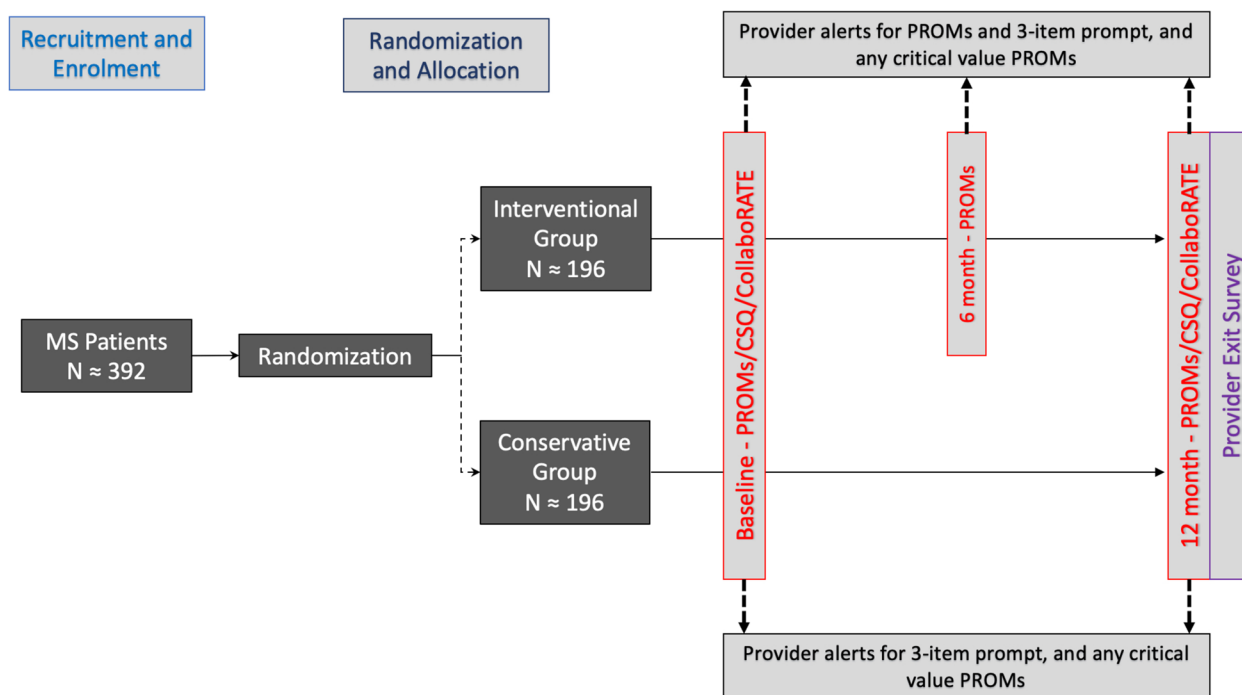 Recruitment and
Enrolment
Randomization
and Allocation
Provider alerts for PROMs and 3-item prompt, and
any critical value PROMs
MS Patients
N ≈ 392
Randomization
Interventional
Group
N ≈ 196
Conservative
Group
N ≈ 196
Baseline - PROMs/CSQ/CollaboRATE
6 month - PROMs
12 month - PROMs/CSQ/CollaboRATE
Provider Exit Survey
Provider alerts for 3-item prompt, and any critical
value PROMs